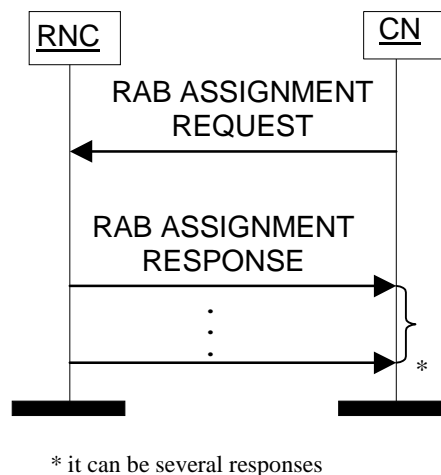 RNC
CN
RAB ASSIGNMENT
REQUEST
RAB ASSIGNMENT
RESPONSE
*
* it can be several responses